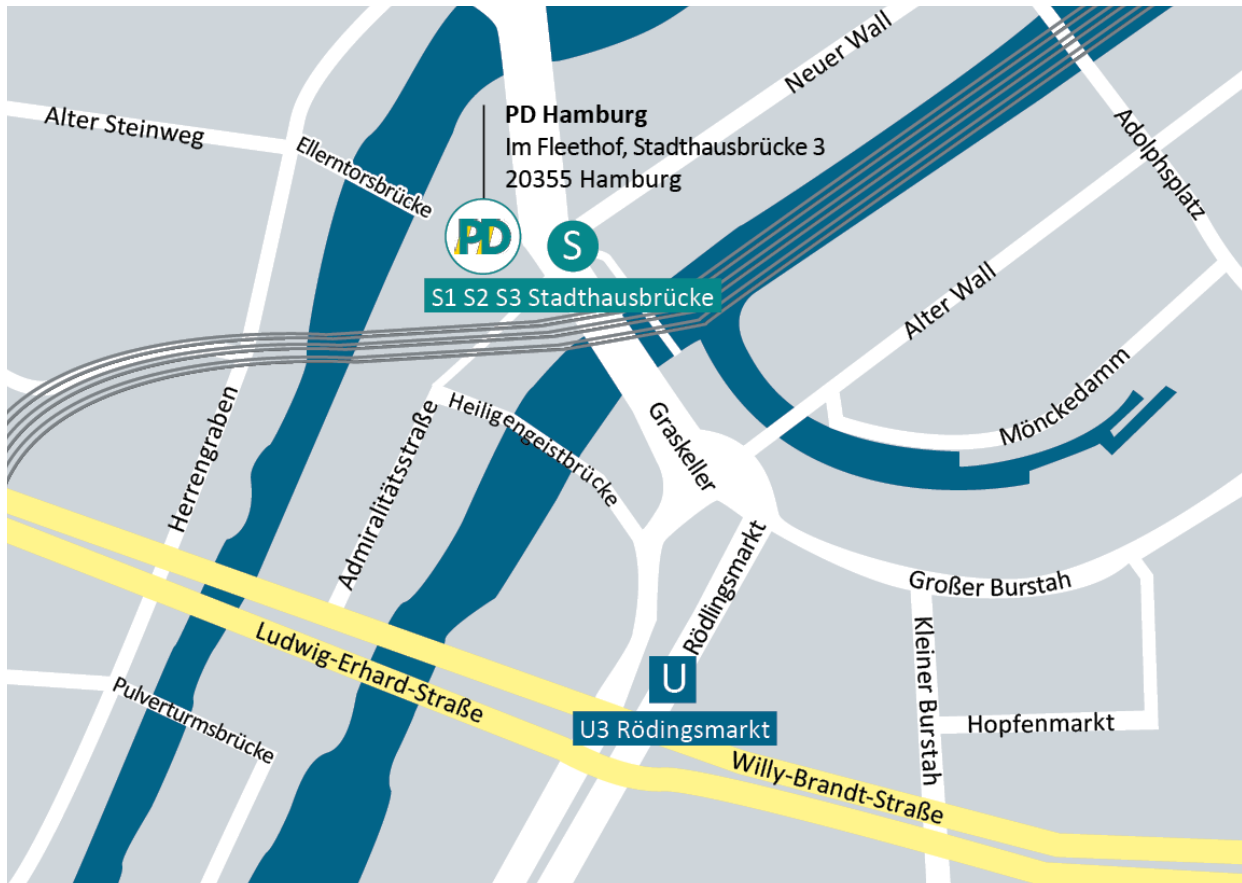 Neuer Wall
PD Hamburg
Im Fleethof, Stadthausbrücke 3
20355 Hamburg
Alter Steinweg
Ellerntorsbrücke
Adolphsplatz
PD
S
S1 S2 S3 Stadthausbrücke
Alter Wall
Mönckedamm
Herrengraben
Admiralitätsstraße
Heiligengeistbrücke
Graskeller
Rödlingsmarkt
Großer Burstah
Kleiner Burstah
Ludwig-Erhard-Straße
Pulverturmsbrücke
U
U3 Rödingsmarkt
Hopfenmarkt
Willy-Brandt-Straße